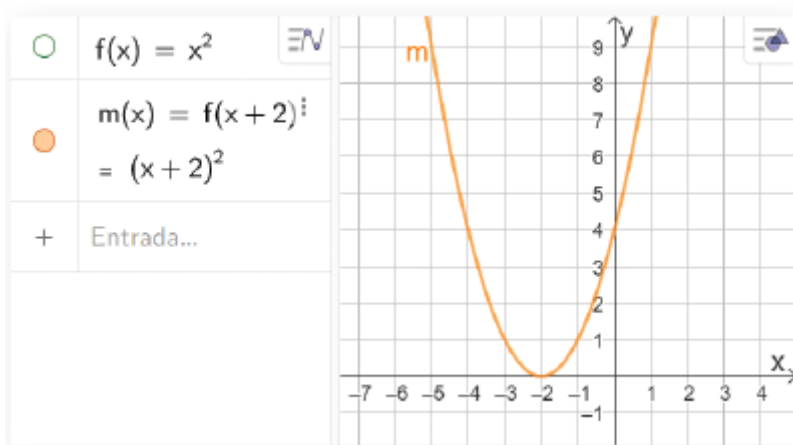 f(x) = x²
m(x) = f(x + 2)
= (x + 2)²
+ Entrada...
m
y
9
8
7
6
5
4
3
2
1
x
–7 –6 –5 –4 –3 –2 –1 1 2 3 4
–1